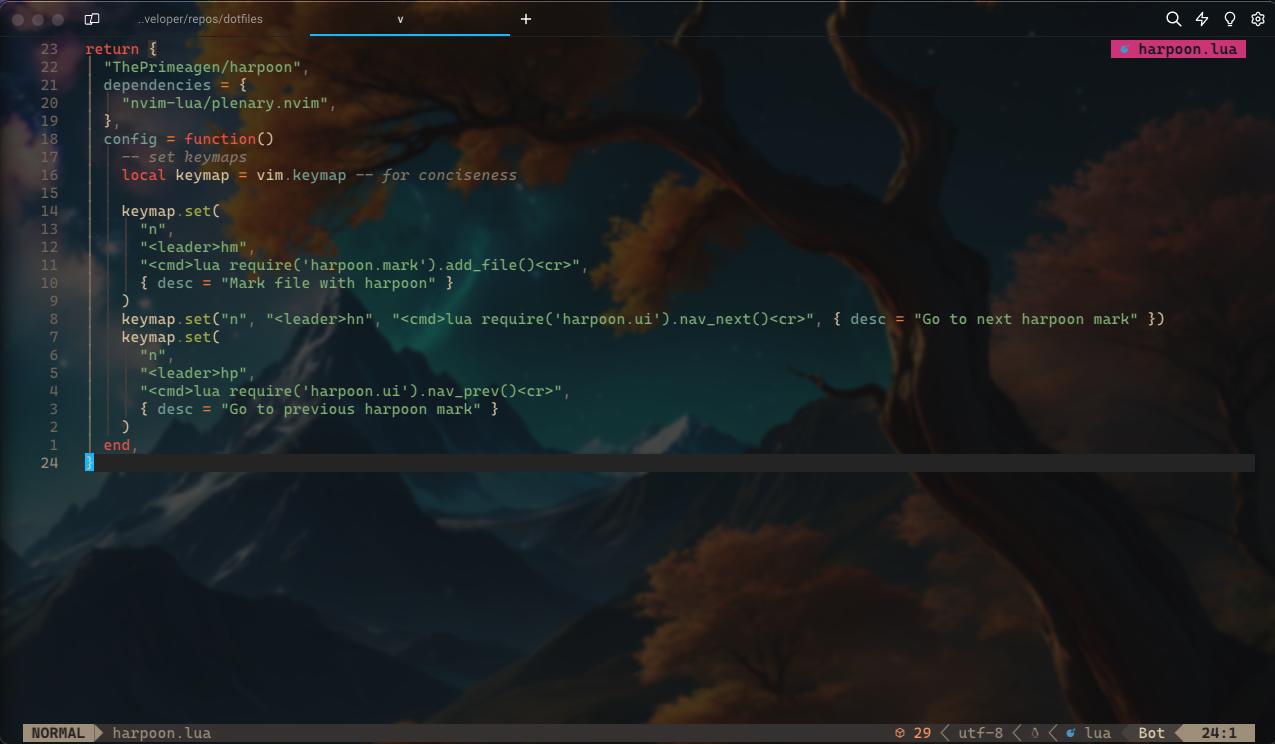 ..veloper/repos/dotfiles v +
harpoon.lua
23 return {
22 "ThePrimeagen/harpoon",
21 dependencies = {
20 "nvim-lua/plenary.nvim",
19 },
18 config = function()
17 -- set keymaps
16 local keymap = vim.keymap -- for conciseness
15
14 keymap.set(
13 "n",
12 "<leader>hm",
11 "<cmd>lua require('harpoon.mark').add_file()<cr>",
10 { desc = "Mark file with harpoon" }
9 )
8 keymap.set("n", "<leader>hn", "<cmd>lua require('harpoon.ui').nav_next()<cr>", { desc = "Go to next harpoon mark" })
7 keymap.set(
6 "n",
5 "<leader>hp",
4 "<cmd>lua require('harpoon.ui').nav_prev()<cr>",
3 { desc = "Go to previous harpoon mark" }
2 )
1 end,
24 }
NORMAL harpoon.lua 29 utf-8 lua Bot 24:1